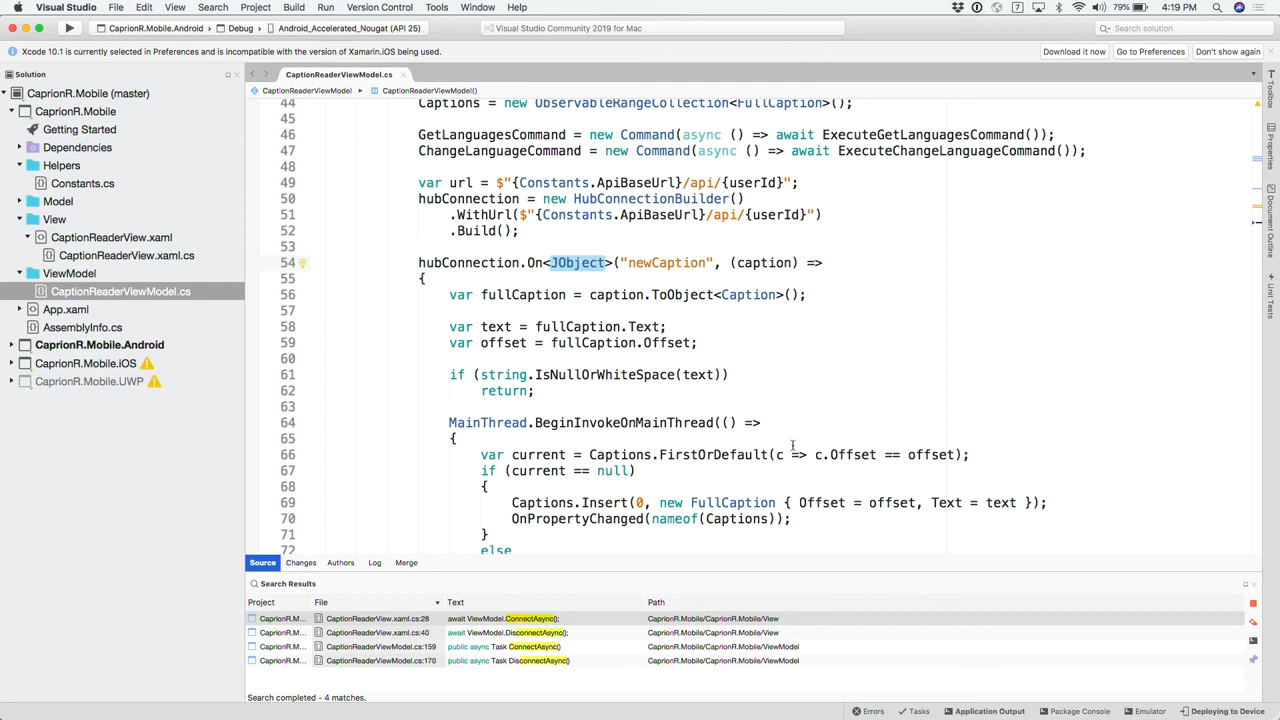 Visual Studio File Edit View Search Project Build Run Version Control Tools Window Help 79% Fri 4:19 PM
CaprionR.Mobile.Android Debug Android_Accelerated_Nougat (API 25) Visual Studio Community 2019 for Mac Search solution
Xcode 10.1 is currently selected in Preferences and is incompatible with the version of Xamarin.iOS being used. Download it now Go to Preferences Don't show again
Solution
CaprionR.Mobile (master)
CaprionR.Mobile
Getting Started
Dependencies
Helpers
Constants.cs
Model
View
CaptionReaderView.xaml
CaptionReaderView.xaml.cs
ViewModel
CaptionReaderViewModel.cs
App.xaml
AssemblyInfo.cs
CaprionR.Mobile.Android
CaprionR.Mobile.iOS
CaprionR.Mobile.UWP
CaptionReaderViewModel.cs
CaptionReaderViewModel CaptionReaderViewModel()
44 Captions = new ObservableRangeCollection<FullCaption>();
45
46 GetLanguagesCommand = new Command(async () => await ExecuteGetLanguagesCommand());
47 ChangeLanguageCommand = new Command(async () => await ExecuteChangeLanguageCommand());
48
49 var url = $"{Constants.ApiBaseUrl}/api/{userId}";
50 hubConnection = new HubConnectionBuilder()
51 .WithUrl($"{Constants.ApiBaseUrl}/api/{userId}")
52 .Build();
53
54 hubConnection.On<JObject>("newCaption", (caption) =>
55 {
56 var fullCaption = caption.ToObject<Caption>();
57
58 var text = fullCaption.Text;
59 var offset = fullCaption.Offset;
60
61 if (string.IsNullOrWhiteSpace(text))
62 return;
63
64 MainThread.BeginInvokeOnMainThread(() =>
65 {
66 var current = Captions.FirstOrDefault(c => c.Offset == offset);
67 if (current == null)
68 {
69 Captions.Insert(0, new FullCaption { Offset = offset, Text = text });
70 OnPropertyChanged(nameof(Captions));
71 }
72 else
Source Changes Authors Log Merge
Search Results
Project File Text Path
CaprionR.M... CaptionReaderView.xaml.cs:28 await ViewModel.ConnectAsync(); CaprionR.Mobile/CaprionR.Mobile/View
CaprionR.M... CaptionReaderView.xaml.cs:40 await ViewModel.DisconnectAsync(); CaprionR.Mobile/CaprionR.Mobile/View
CaprionR.M... CaptionReaderViewModel.cs:159 public async Task ConnectAsync() CaprionR.Mobile/CaprionR.Mobile/ViewModel
CaprionR.M... CaptionReaderViewModel.cs:170 public async Task DisconnectAsync() CaprionR.Mobile/CaprionR.Mobile/ViewModel
Search completed - 4 matches.
Errors Tasks Application Output Package Console Emulator Deploying to Device
Toolbox
Properties
Document Outline
Unit Tests